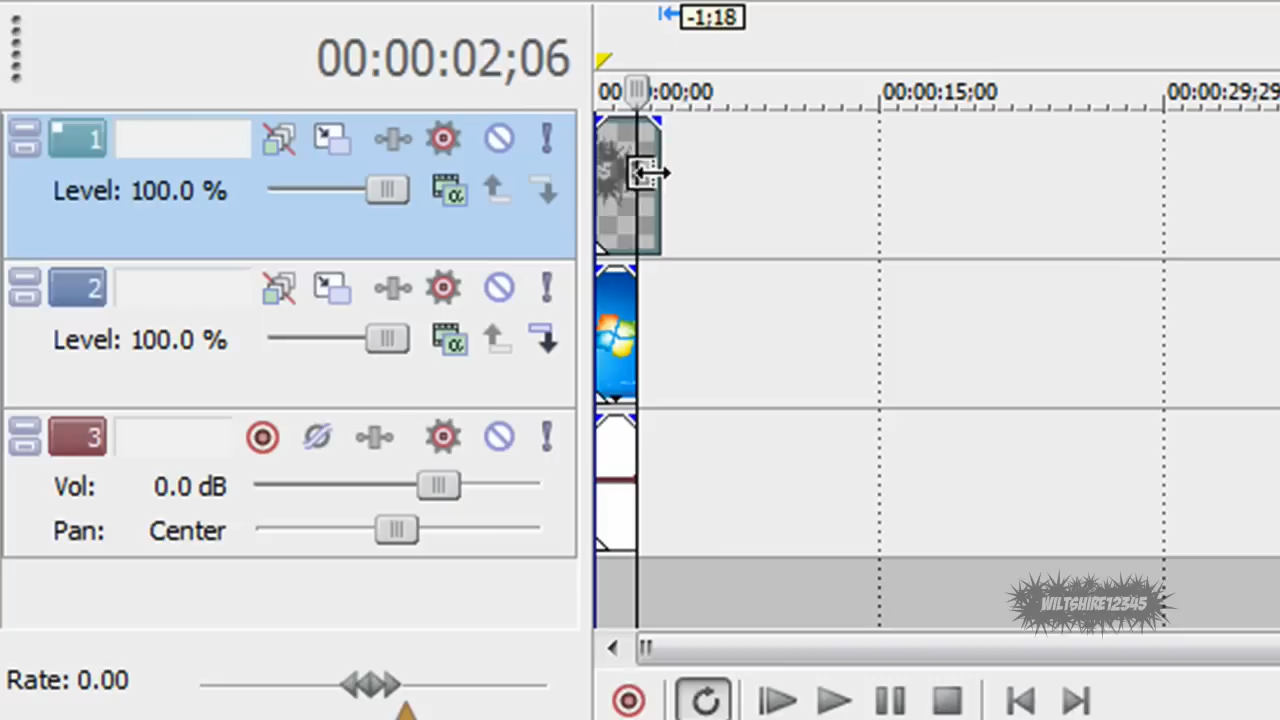 -1;18
00:00:02;06
00
0:00;00
00:00:15;00
00:00:29;29
1
Level: 100.0 %
2
Level: 100.0 %
3
Vol: 0.0 dB
Pan: Center
WILTSHIRE12345
Rate: 0.00